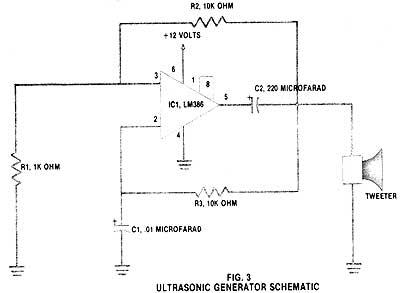 R2, 10K OHM
+12 VOLTS
6
3
1
8
C2, 220 MICROFARAD
IC1, LM386
5
+
2
4
R1, 1K OHM
R3, 10K OHM
TWEETER
+
C1, .01 MICROFARAD
FIG. 3
ULTRASONIC GENERATOR SCHEMATIC